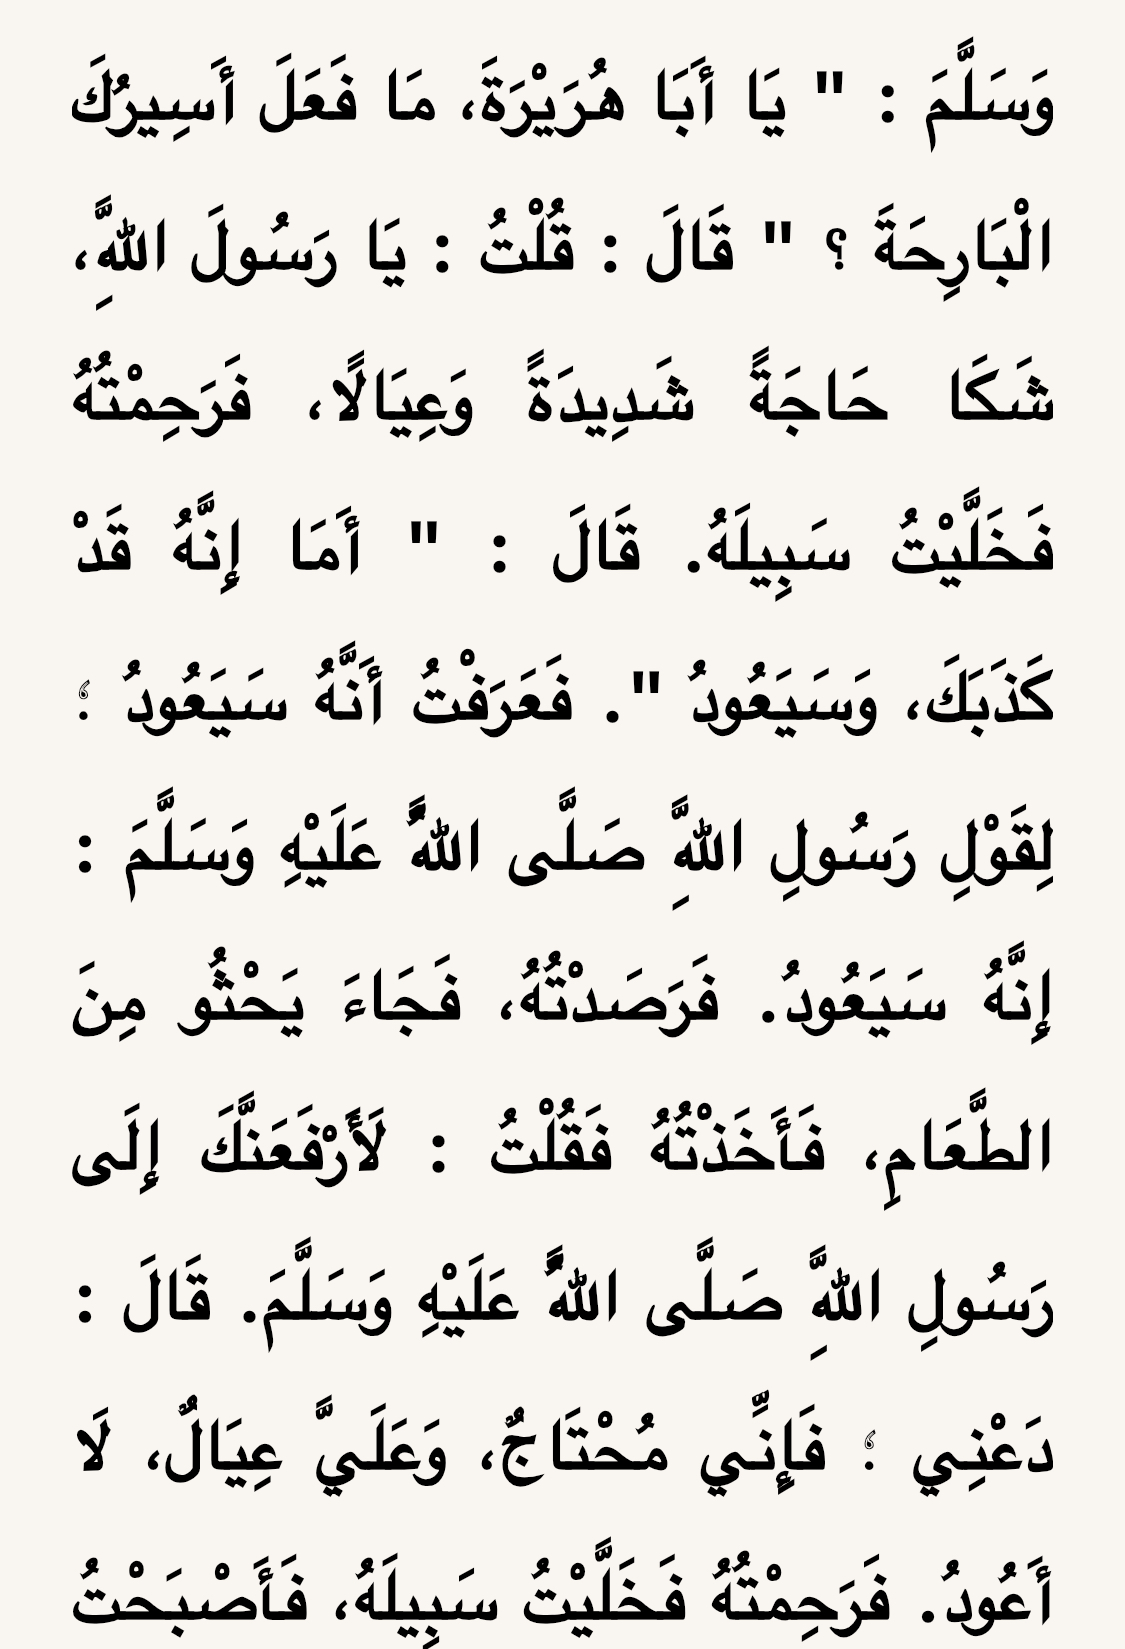 وَسَلَّمَ : " يَا أَبَا هُرَيْرَةَ، مَا فَعَلَ أَسِيرُكَ
الْبَارِحَةَ ؟ " قَالَ : قُلْتُ : يَا رَسُولَ اللَّهِ،
شَكَا حَاجَةً شَدِيدَةً وَعِيَالًا، فَرَحِمْتُهُ
فَخَلَّيْتُ سَبِيلَهُ. قَالَ : " أَمَا إِنَّهُ قَدْ
كَذَبَكَ، وَسَيَعُودُ ". فَعَرَفْتُ أَنَّهُ سَيَعُودُ ؛
لِقَوْلِ رَسُولِ اللَّهِ صَلَّى اللَّهُ عَلَيْهِ وَسَلَّمَ :
إِنَّهُ سَيَعُودُ. فَرَصَدْتُهُ، فَجَاءَ يَحْثُو مِنَ
الطَّعَامِ، فَأَخَذْتُهُ فَقُلْتُ : لَأَرْفَعَنَّكَ إِلَى
رَسُولِ اللَّهِ صَلَّى اللَّهُ عَلَيْهِ وَسَلَّمَ. قَالَ :
دَعْنِي ؛ فَإِنِّي مُحْتَاجٌ، وَعَلَيَّ عِيَالٌ، لَا
أَعُودُ. فَرَحِمْتُهُ فَخَلَّيْتُ سَبِيلَهُ، فَأَصْبَحْتُ